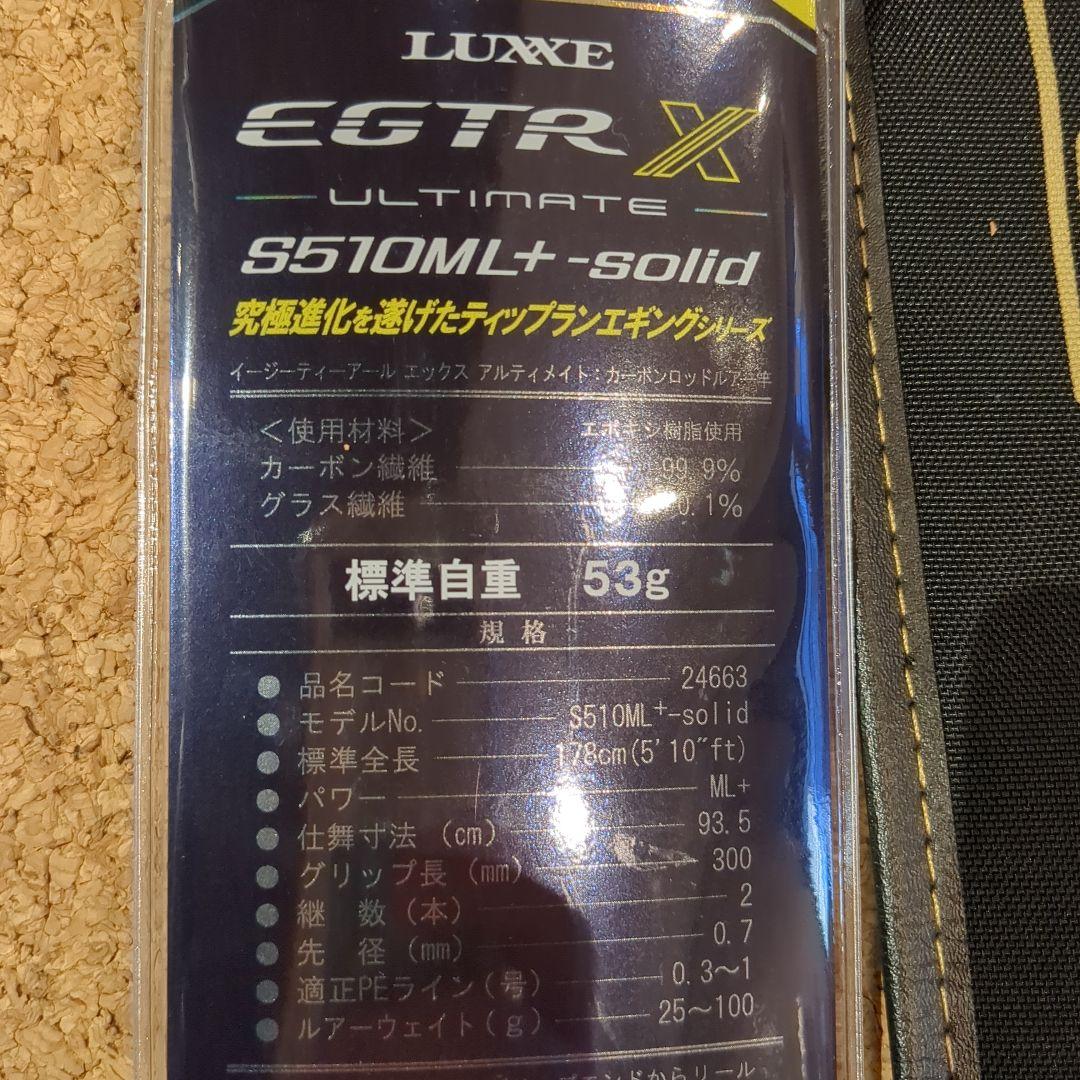 LUXXE
EGTR X
ULTIMATE
S510ML+-solid
究極進化を遂げたティップランエギングシリーズ
イージーティーアール エックス アルティメイト：カーボンロッドルアー竿
＜使用材料＞ エポキシ樹脂使用
カーボン繊維 99.9%
グラス繊維 0.1%
標準自重 53g
規格
● 品名コード 24663
● モデルNo. S510ML+-solid
● 標準全長 178cm(5'10"ft)
● パワー ML+
● 仕舞寸法 (cm) 93.5
● グリップ長 (mm) 300
● 継 数 (本) 2
● 先 径 (mm) 0.7
● 適正PEライン(号) 0.3～1
● ルアーウェイト(g) 25～100
エンドからリール